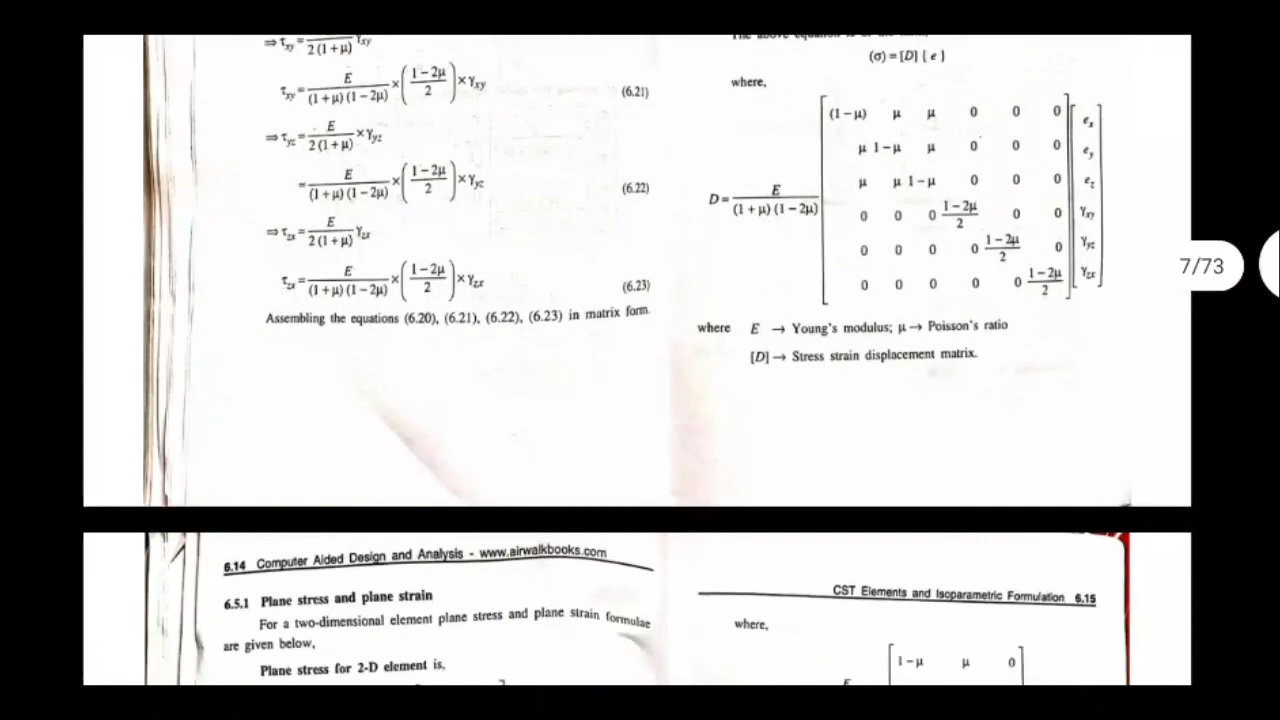 ⇒ τxy = 2 (1 + μ) γxy
τxy = E / (1 + μ) (1 − 2μ) × ( 1 − 2μ / 2 ) × γxy (6.21)
⇒ τyz = E / 2 (1 + μ) × γyz
= E / (1 + μ) (1 − 2μ) × ( 1 − 2μ / 2 ) × γyz (6.22)
⇒ τzx = E / 2 (1 + μ) γzx
τzx = E / (1 + μ) (1 − 2μ) × ( 1 − 2μ / 2 ) × γzx (6.23)
Assembling the equations (6.20), (6.21), (6.22), (6.23) in matrix form
The above equation is
(σ) = [D] { e }
where,
D = E / (1 + μ) (1 − 2μ)
(1 − μ) μ μ 0 0 0 ex
μ 1 − μ μ 0 0 0 ey
μ μ 1 − μ 0 0 0 ez
0 0 0 1 − 2μ / 2 0 0 γxy
0 0 0 0 1 − 2μ / 2 0 γyz
0 0 0 0 0 1 − 2μ / 2 γzx
where E → Young's modulus; μ → Poisson's ratio
[D] → Stress strain displacement matrix.
7/73
6.14 Computer Aided Design and Analysis - www.airwalkbooks.com
6.5.1 Plane stress and plane strain
For a two-dimensional element plane stress and plane strain formulae
are given below,
Plane stress for 2-D element is,
CST Elements and Isoparametric Formulation 6.15
where,
1 − μ μ 0
E